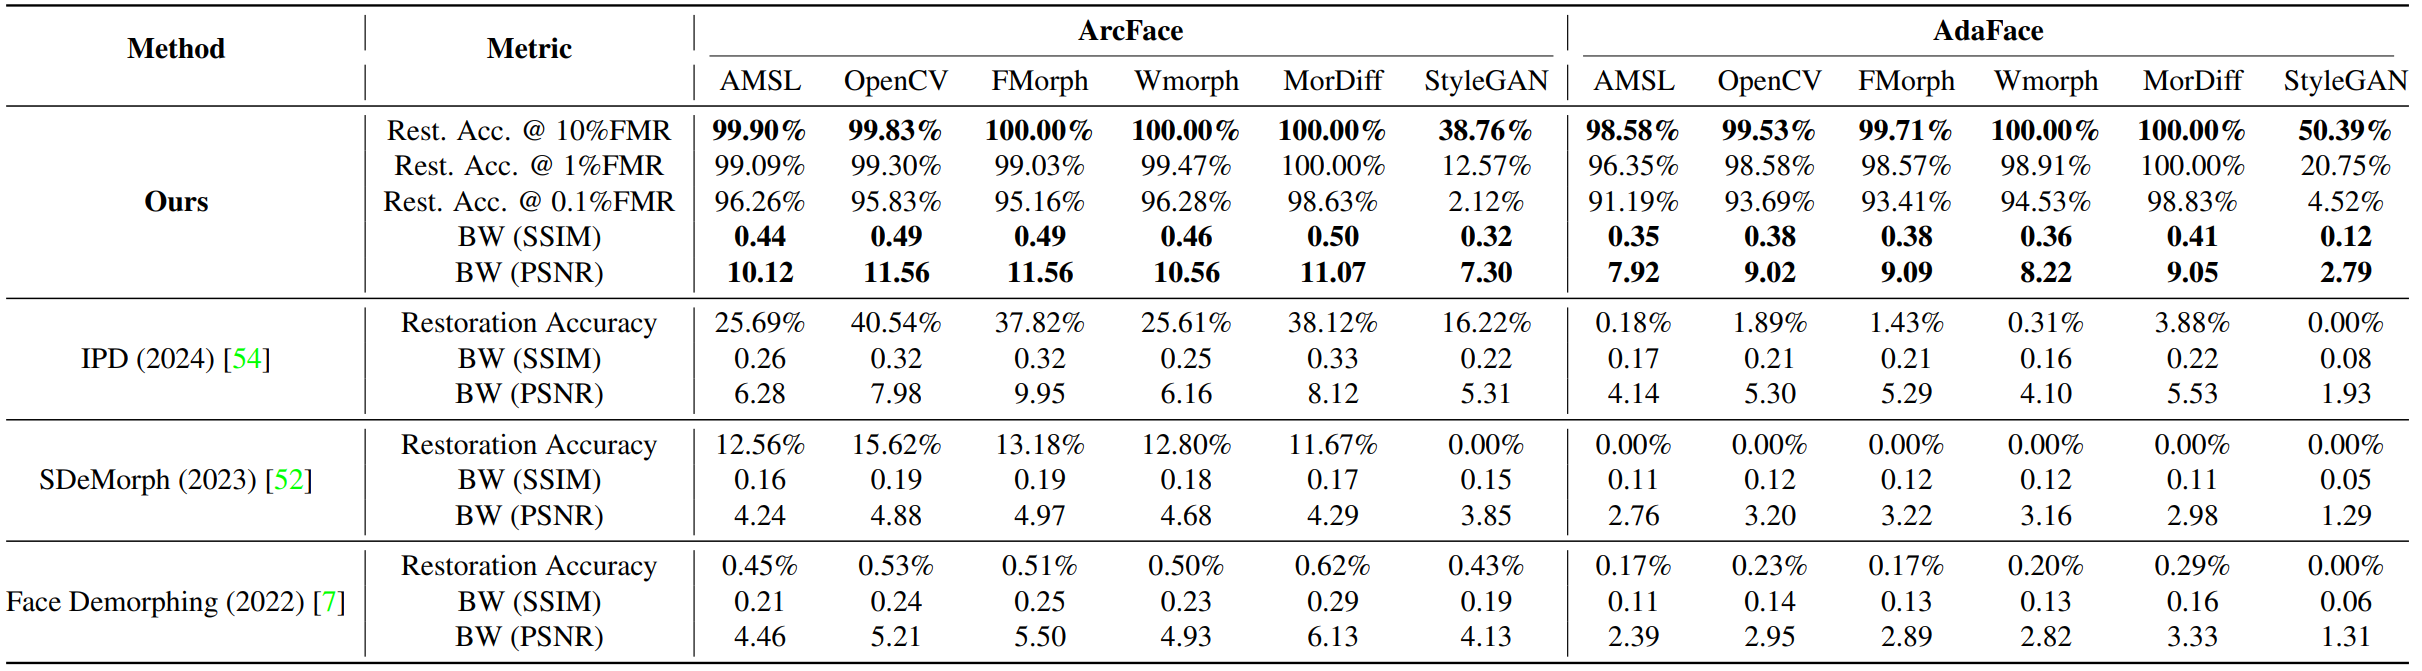 Method Metric ArcFace AdaFace
AMSL OpenCV FMorph Wmorph MorDiff StyleGAN AMSL OpenCV FMorph Wmorph MorDiff StyleGAN
Ours
Rest. Acc. @ 10%FMR 99.90% 99.83% 100.00% 100.00% 100.00% 38.76% 98.58% 99.53% 99.71% 100.00% 100.00% 50.39%
Rest. Acc. @ 1%FMR 99.09% 99.30% 99.03% 99.47% 100.00% 12.57% 96.35% 98.58% 98.57% 98.91% 100.00% 20.75%
Rest. Acc. @ 0.1%FMR 96.26% 95.83% 95.16% 96.28% 98.63% 2.12% 91.19% 93.69% 93.41% 94.53% 98.83% 4.52%
BW (SSIM) 0.44 0.49 0.49 0.46 0.50 0.32 0.35 0.38 0.38 0.36 0.41 0.12
BW (PSNR) 10.12 11.56 11.56 10.56 11.07 7.30 7.92 9.02 9.09 8.22 9.05 2.79
IPD (2024) [54]
Restoration Accuracy 25.69% 40.54% 37.82% 25.61% 38.12% 16.22% 0.18% 1.89% 1.43% 0.31% 3.88% 0.00%
BW (SSIM) 0.26 0.32 0.32 0.25 0.33 0.22 0.17 0.21 0.21 0.16 0.22 0.08
BW (PSNR) 6.28 7.98 9.95 6.16 8.12 5.31 4.14 5.30 5.29 4.10 5.53 1.93
SDeMorph (2023) [52]
Restoration Accuracy 12.56% 15.62% 13.18% 12.80% 11.67% 0.00% 0.00% 0.00% 0.00% 0.00% 0.00% 0.00%
BW (SSIM) 0.16 0.19 0.19 0.18 0.17 0.15 0.11 0.12 0.12 0.12 0.11 0.05
BW (PSNR) 4.24 4.88 4.97 4.68 4.29 3.85 2.76 3.20 3.22 3.16 2.98 1.29
Face Demorphing (2022) [7]
Restoration Accuracy 0.45% 0.53% 0.51% 0.50% 0.62% 0.43% 0.17% 0.23% 0.17% 0.20% 0.29% 0.00%
BW (SSIM) 0.21 0.24 0.25 0.23 0.29 0.19 0.11 0.14 0.13 0.13 0.16 0.06
BW (PSNR) 4.46 5.21 5.50 4.93 6.13 4.13 2.39 2.95 2.89 2.82 3.33 1.31